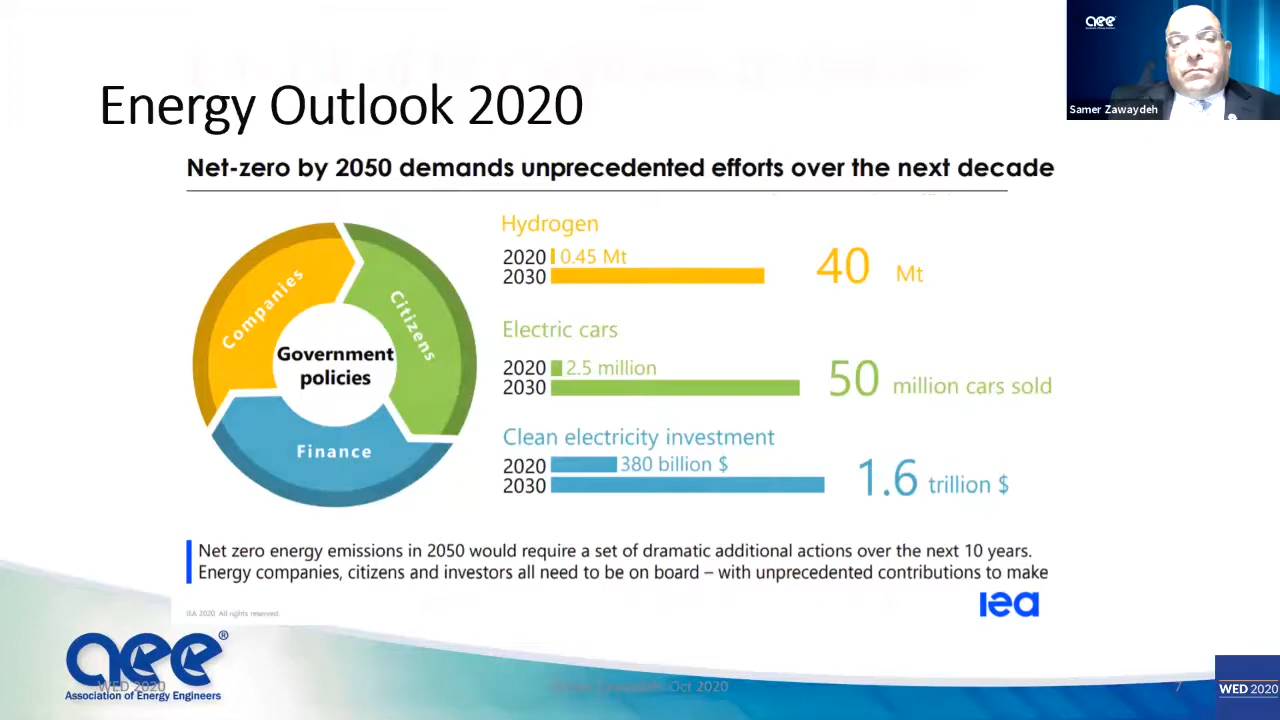 aee
Samer Zawaydeh
Energy Outlook 2020
Net-zero by 2050 demands unprecedented efforts over the next decade
Companies
Citizens
Government
policies
Finance
Hydrogen
2020 0.45 Mt
2030
40 Mt
Electric cars
2020 2.5 million
2030
50 million cars sold
Clean electricity investment
2020 380 billion $
2030
1.6 trillion $
Net zero energy emissions in 2050 would require a set of dramatic additional actions over the next 10 years.
Energy companies, citizens and investors all need to be on board – with unprecedented contributions to make
IEA 2020. All rights reserved.
iea
aee®
Association of Energy Engineers
WED 2020
Oct 2020
7
WED 2020